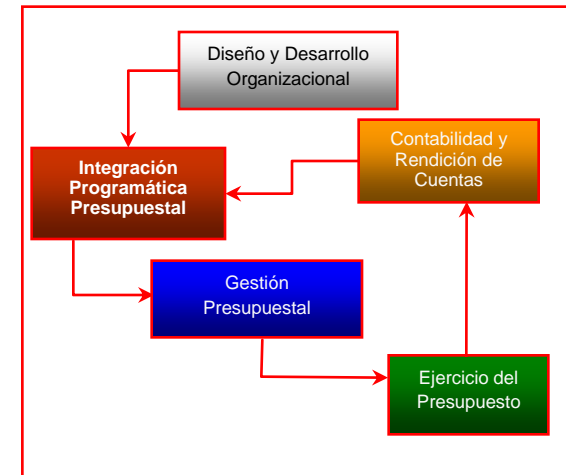 Diseño y Desarrollo
Organizacional
Contabilidad y
Rendición de
Cuentas
Integración
Programática
Presupuestal
Gestión
Presupuestal
Ejercicio del
Presupuesto